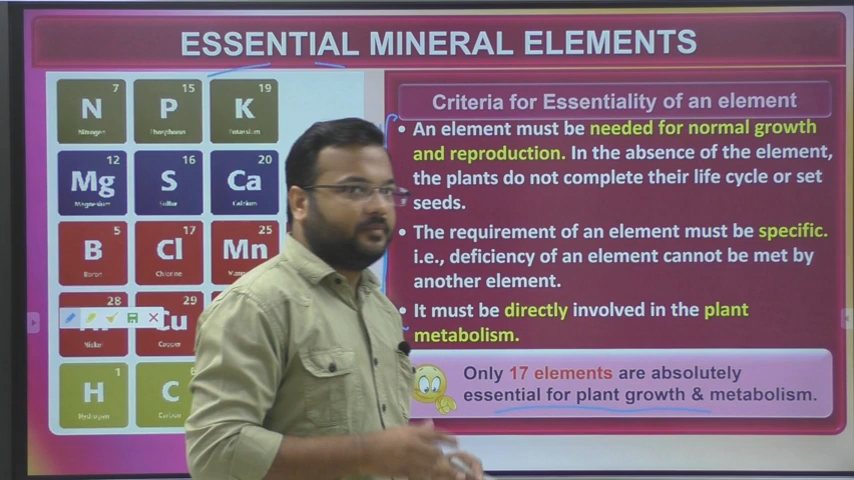 ESSENTIAL MINERAL ELEMENTS
7 15 19
N P K
Nitrogen Phosphorus Potassium
12 16 20
Mg S Ca
Magnesium Sulfur Calcium
5 17 25
B Cl Mn
Boron Chlorine
28 29
Cu
Nickel Copper
1
H C
Hydrogen Carbon
Criteria for Essentiality of an element
• An element must be needed for normal growth
and reproduction. In the absence of the element,
the plants do not complete their life cycle or set
seeds.
• The requirement of an element must be specific.
i.e., deficiency of an element cannot be met by
another element.
• It must be directly involved in the plant
metabolism.
Only 17 elements are absolutely
essential for plant growth & metabolism.